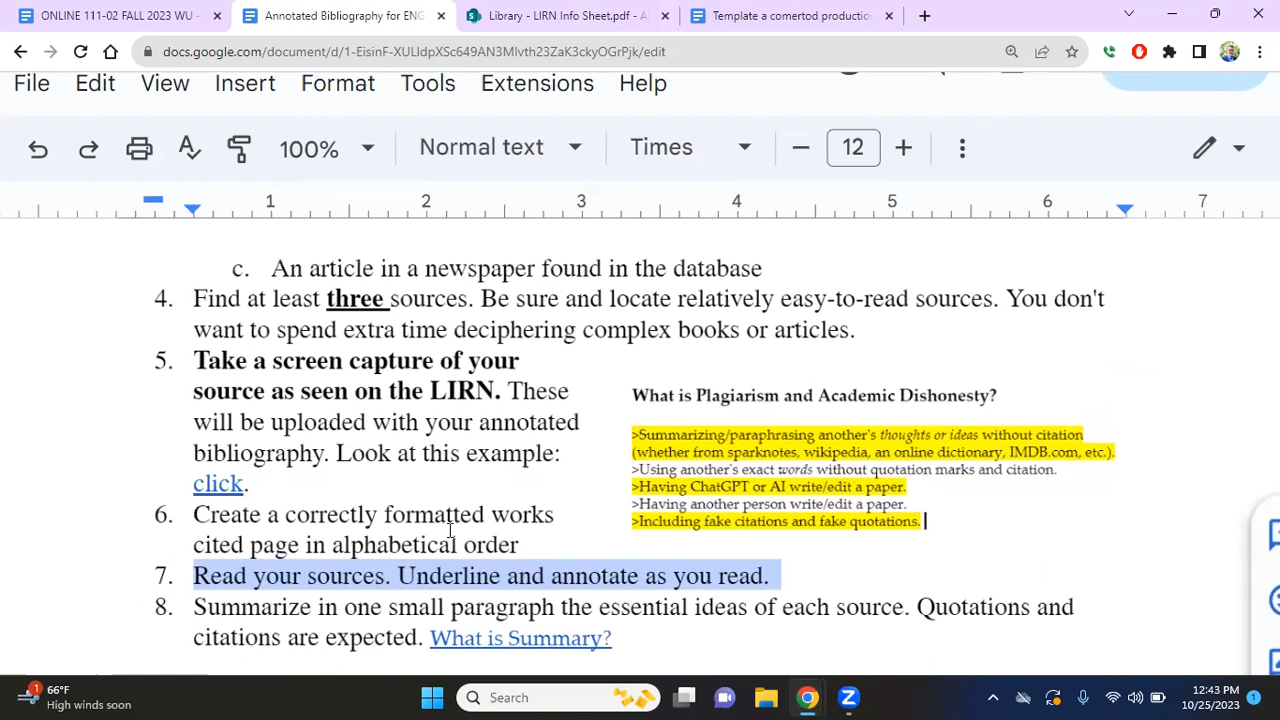 ONLINE 111-02 FALL 2023 WU -
Annotated Bibliography for ENG
Library - LIRN Info Sheet.pdf - A
Template a comertod production
docs.google.com/document/d/1-EisinF-XULIdpXSc649AN3MIvth23ZaK3ckyOGrPjk/edit
File Edit View Insert Format Tools Extensions Help
100% Normal text Times 12
1 2 3 4 5 6 7
c. An article in a newspaper found in the database
4. Find at least three sources. Be sure and locate relatively easy-to-read sources. You don't
want to spend extra time deciphering complex books or articles.
5. Take a screen capture of your
source as seen on the LIRN. These
will be uploaded with your annotated
bibliography. Look at this example:
click.
6. Create a correctly formatted works
cited page in alphabetical order
What is Plagiarism and Academic Dishonesty?
>Summarizing/paraphrasing another's thoughts or ideas without citation
(whether from sparknotes, wikipedia, an online dictionary, IMDB.com, etc.).
>Using another's exact words without quotation marks and citation.
>Having ChatGPT or AI write/edit a paper.
>Having another person write/edit a paper.
>Including fake citations and fake quotations.
7. Read your sources. Underline and annotate as you read.
8. Summarize in one small paragraph the essential ideas of each source. Quotations and
citations are expected. What is Summary?
1
66°F
High winds soon
Search
12:43 PM
10/25/2023
1